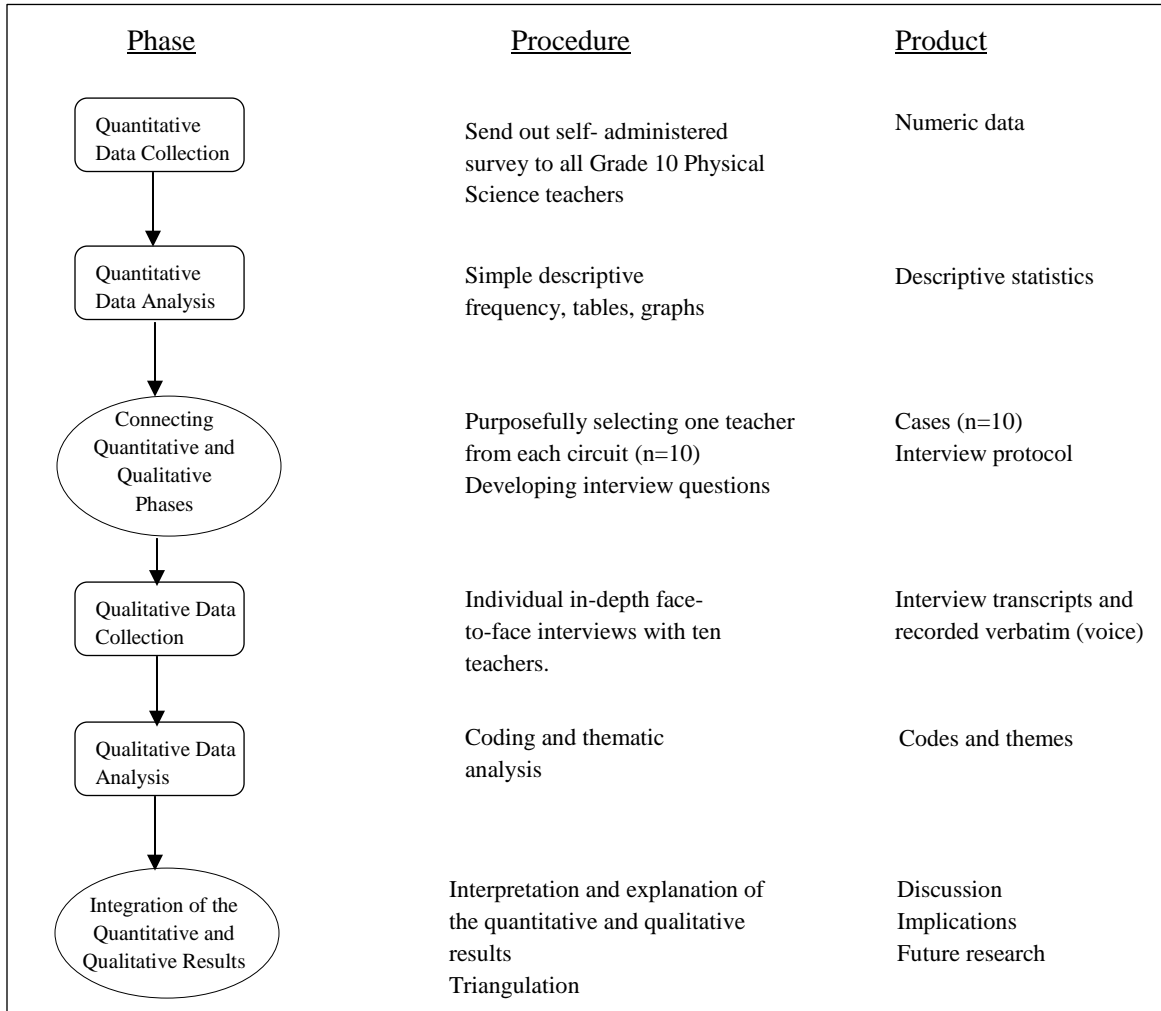 Phase
Procedure
Product
Quantitative
Data Collection
Send out self- administered
survey to all Grade 10 Physical
Science teachers
Numeric data
Quantitative
Data Analysis
Simple descriptive
frequency, tables, graphs
Descriptive statistics
Connecting
Quantitative and
Qualitative
Phases
Purposefully selecting one teacher
from each circuit (n=10)
Developing interview questions
Cases (n=10)
Interview protocol
Qualitative Data
Collection
Individual in-depth face-
to-face interviews with ten
teachers.
Interview transcripts and
recorded verbatim (voice)
Qualitative Data
Analysis
Coding and thematic
analysis
Codes and themes
Integration of the
Quantitative and
Qualitative Results
Interpretation and explanation of
the quantitative and qualitative
results
Triangulation
Discussion
Implications
Future research